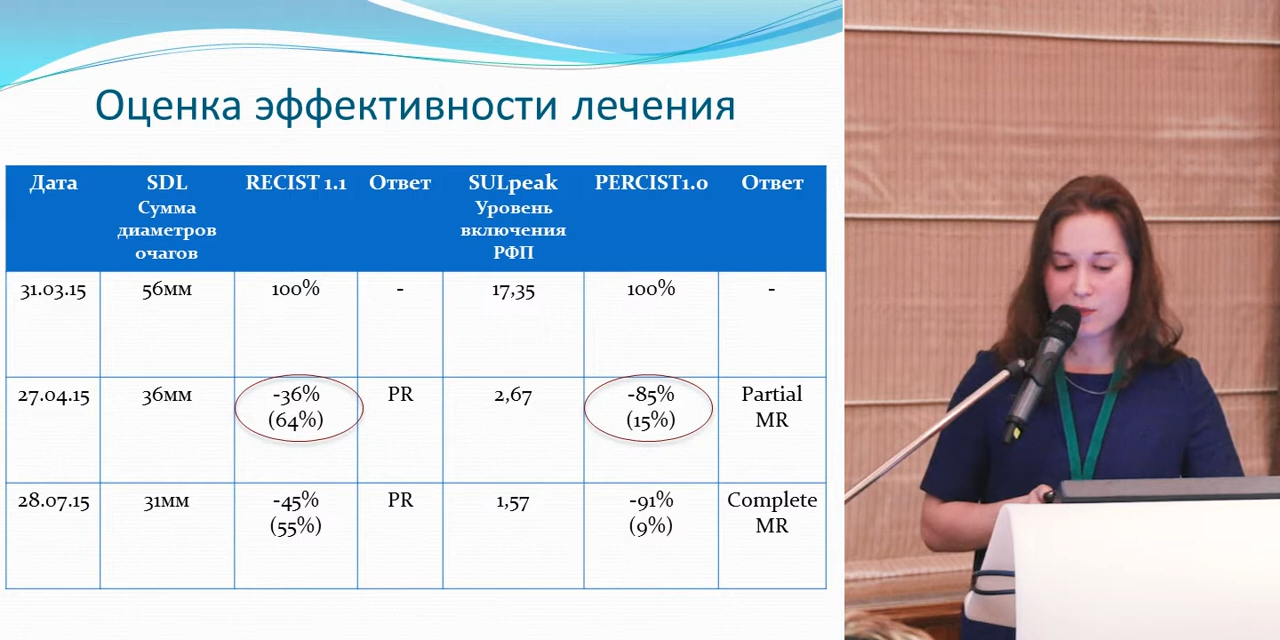 Оценка эффективности лечения
Дата
SDL
Сумма
диаметров
очагов
RECIST 1.1
Ответ
SULpeak
Уровень
включения
РФП
PERCIST1.0
Ответ
31.03.15
56мм
100%
-
17,35
100%
-
27.04.15
36мм
-36%
(64%)
PR
2,67
-85%
(15%)
Partial
MR
28.07.15
31мм
-45%
(55%)
PR
1,57
-91%
(9%)
Complete
MR